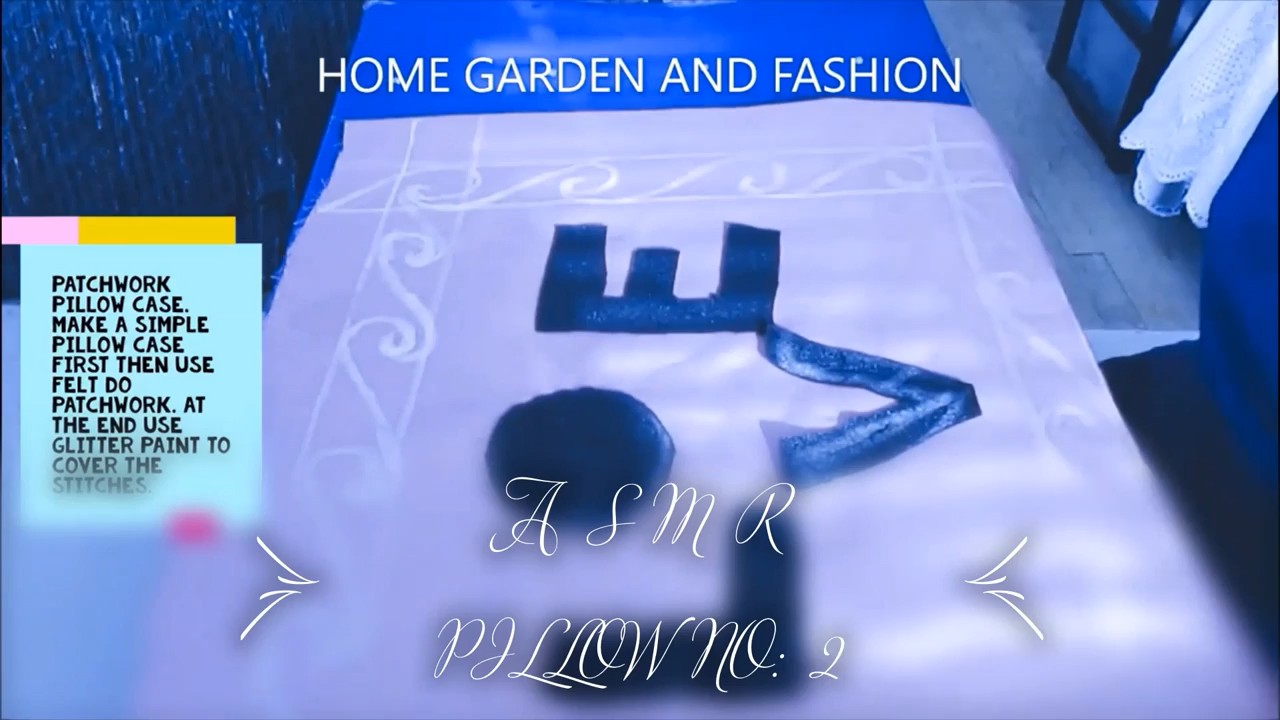 HOME GARDEN AND FASHION
PATCHWORK
PILLOW CASE.
MAKE A SIMPLE
PILLOW CASE
FIRST THEN USE
FELT DO
PATCHWORK. AT
THE END USE
GLITTER PAINT TO
COVER THE
STITCHES.
LOVE
A S M R
PILLOW NO: 2